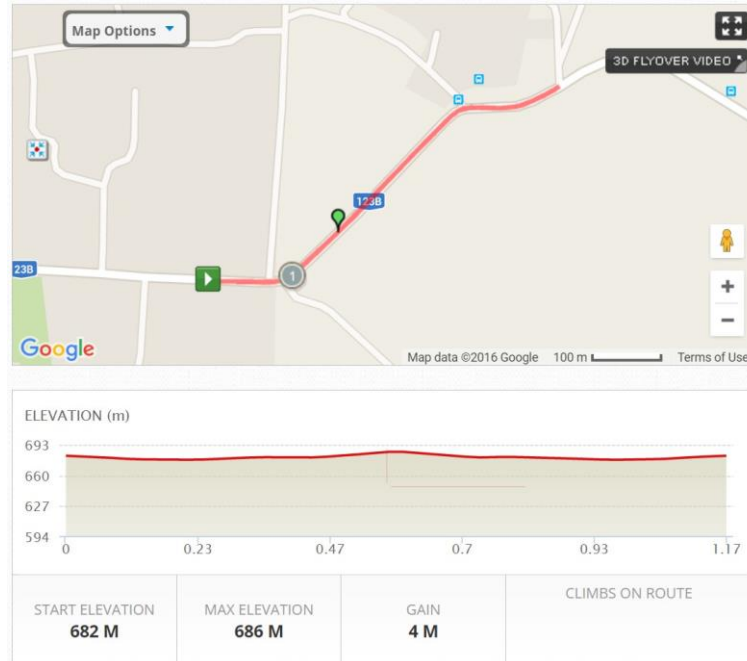 Map Options
3D FLYOVER VIDEO
123B
23B
1
Google
Map data ©2016 Google 100 m Terms of Use
ELEVATION (m)
693
660
627
594
0 0.23 0.47 0.7 0.93 1.17
START ELEVATION
682 M
MAX ELEVATION
686 M
GAIN
4 M
CLIMBS ON ROUTE